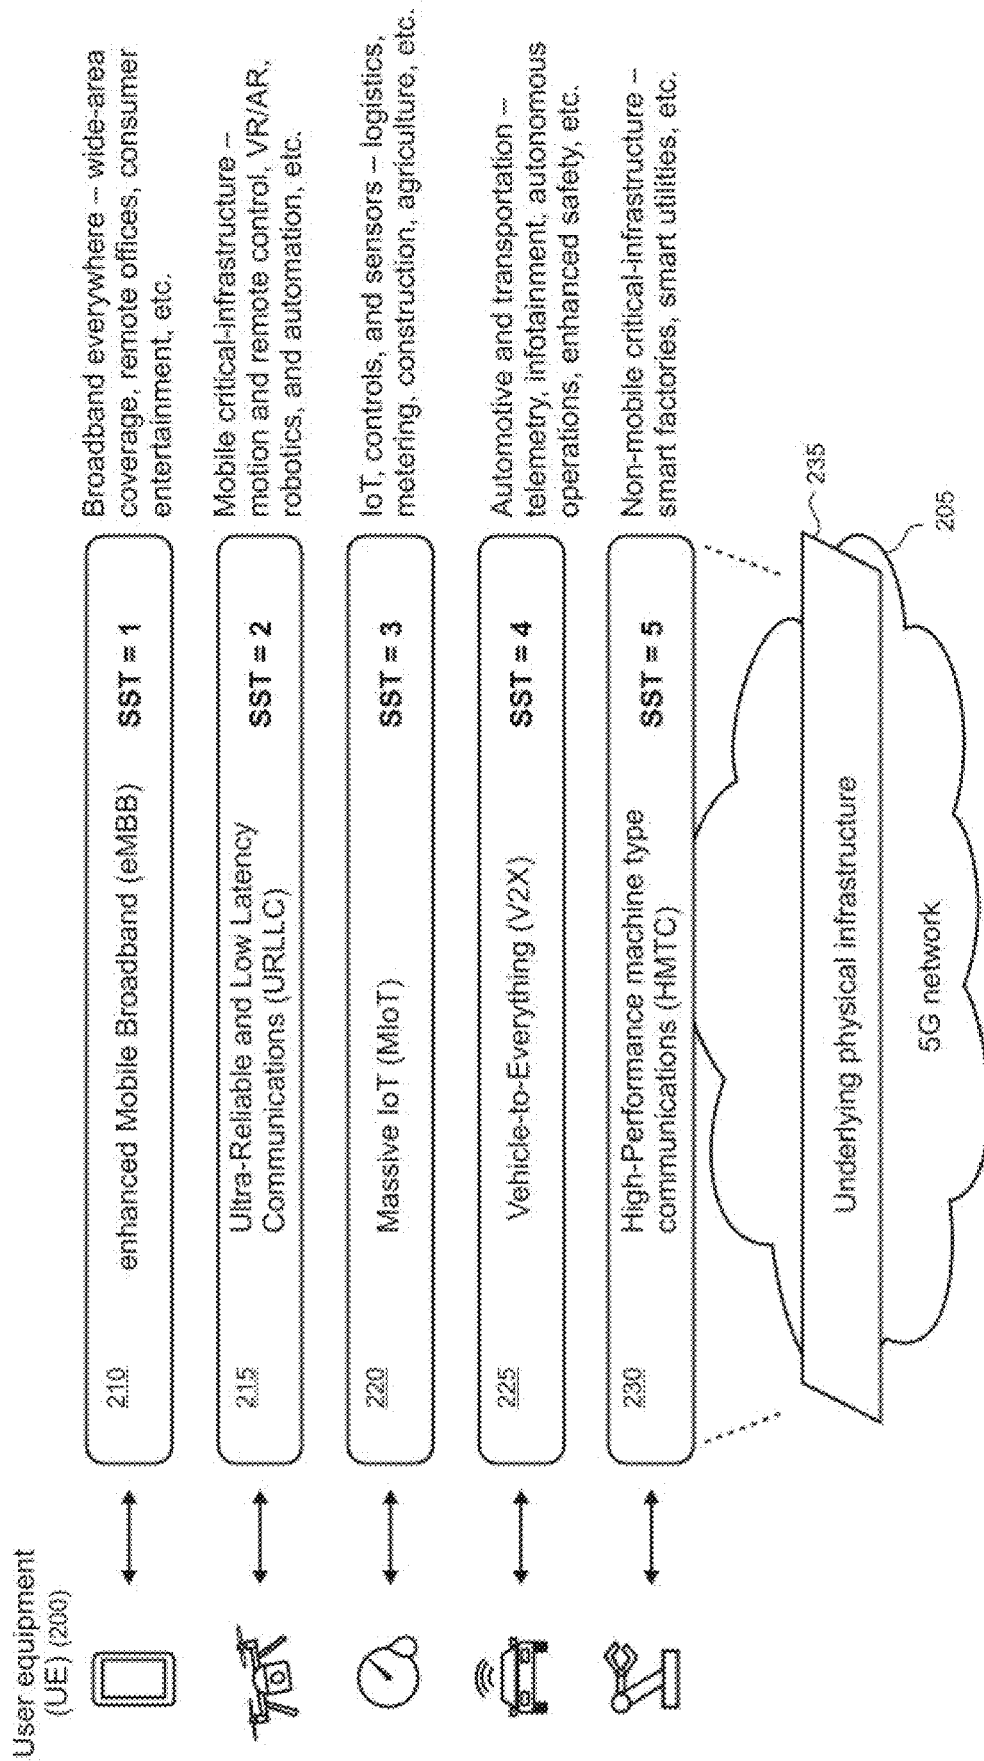 User equipment
(UE) (200)
210
enhanced Mobile Broadband (eMBB)
SST = 1
Broadband everywhere – wide-area
coverage, remote offices, consumer
entertainment, etc.
215
Ultra-Reliable and Low Latency
Communications (URLLC)
SST = 2
Mobile critical-infrastructure –
motion and remote control, VR/AR,
robotics, and automation, etc.
220
Massive IoT (MIoT)
SST = 3
IoT, controls, and sensors – logistics,
metering, construction, agriculture, etc.
225
Vehicle-to-Everything (V2X)
SST = 4
Automotive and transportation –
telemetry, infotainment, autonomous
operations, enhanced safety, etc.
230
High-Performance machine type
communications (HMTC)
SST = 5
Non-mobile critical-infrastructure –
smart factories, smart utilities, etc.
Underlying physical infrastructure
235
5G network
205